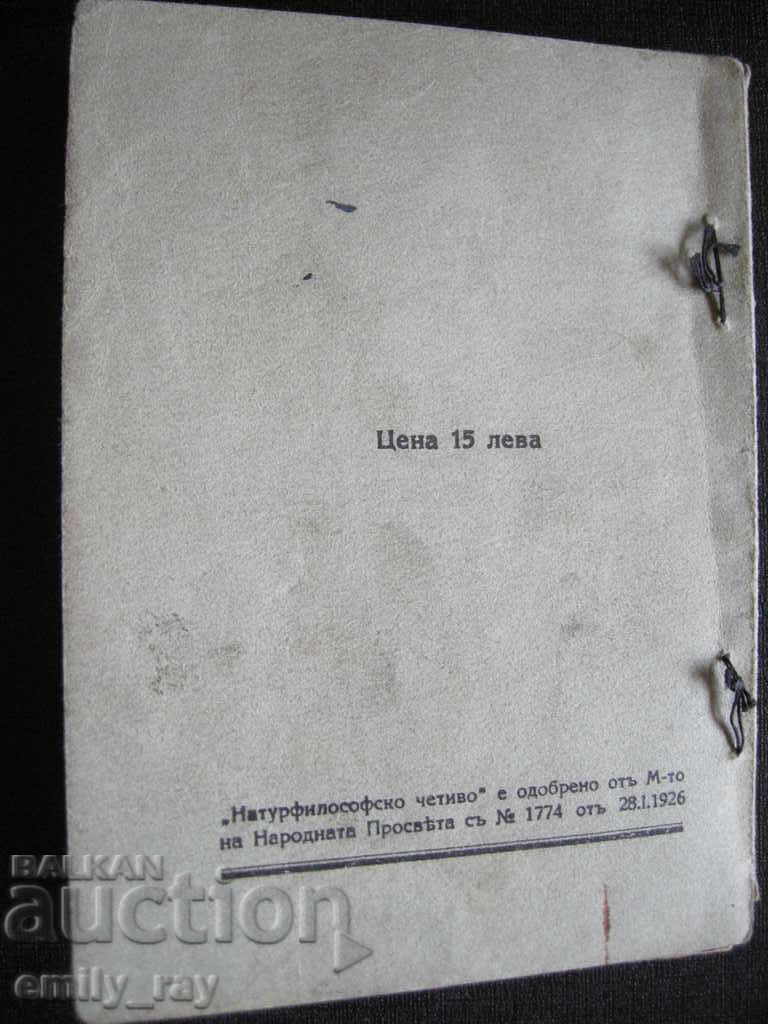 Цена 15 лева
„Натурфилософско четиво" е одобрено отъ М-то
на Народната Просвѣта съ № 1774 отъ 28.I.1926
BALKAN
auction
emily_ray